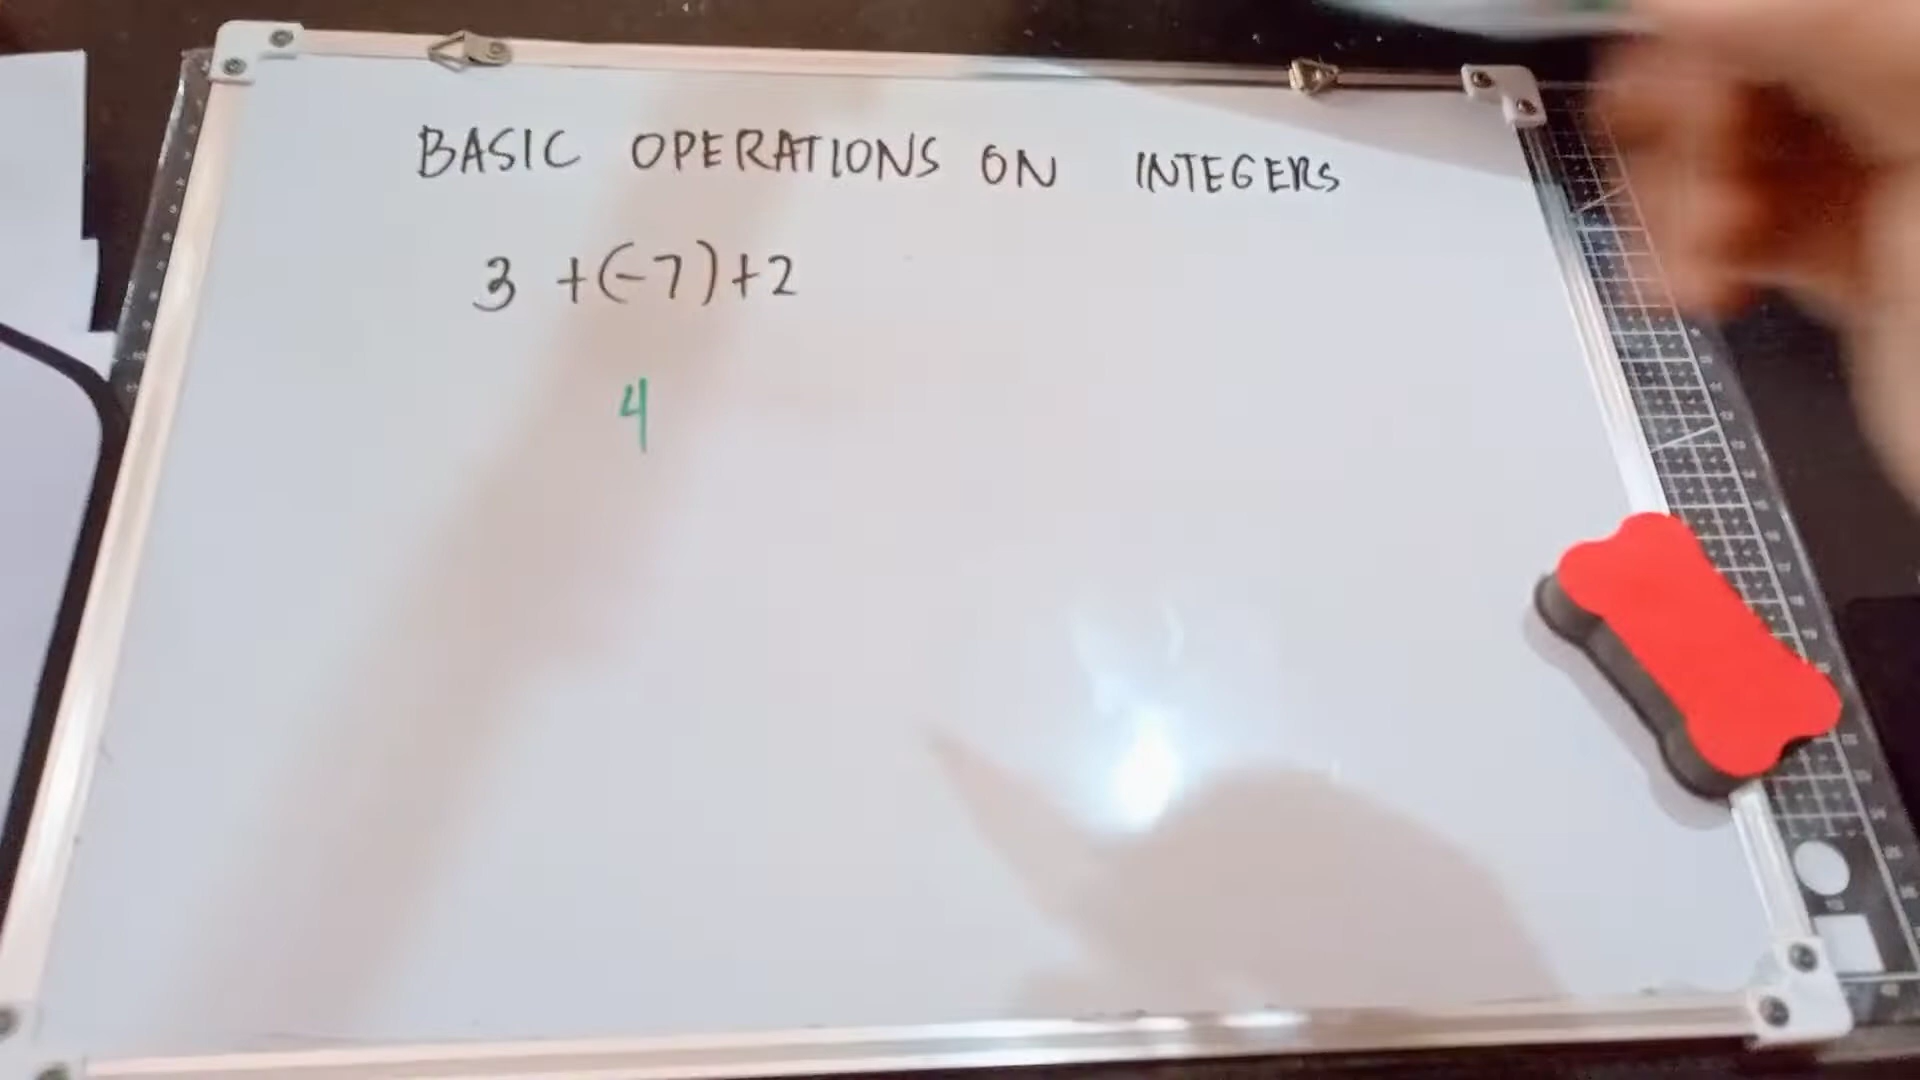 BASIC OPERATIONS ON INTEGERS
3 +(-7)+2
4